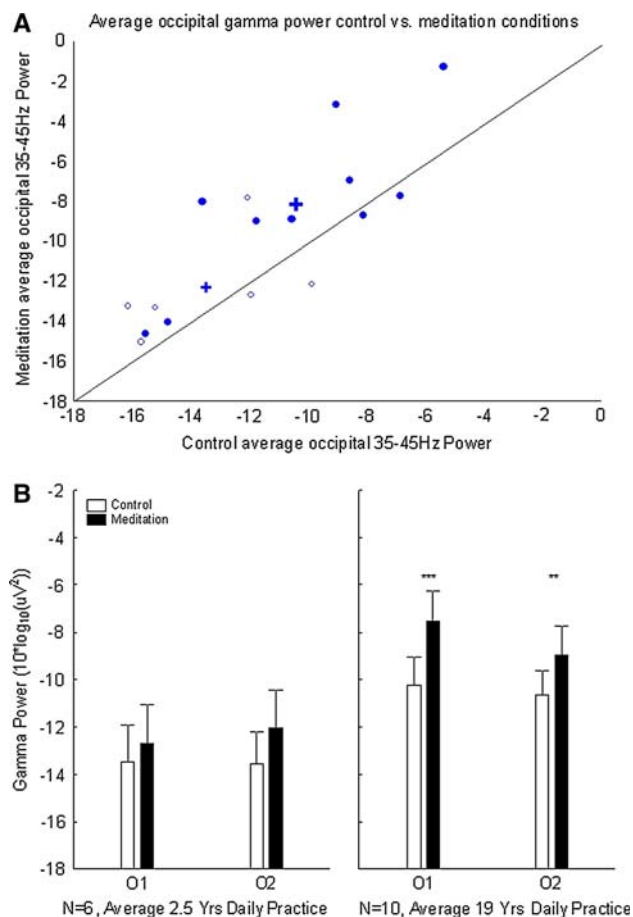 A
Average occipital gamma power control vs. meditation conditions
Meditation average occipital 35-45Hz Power
0
-2
-4
-6
-8
-10
-12
-14
-16
-18
-18 -16 -14 -12 -10 -8 -6 -4 -2 0
Control average occipital 35-45Hz Power
B
Gamma Power (10*log10(uV²))
-2
-4
-6
-8
-10
-12
-14
-16
-18
Control
Meditation
*** **
O1 O2 O1 O2
N=6, Average 2.5 Yrs Daily Practice N=10, Average 19 Yrs Daily Practice